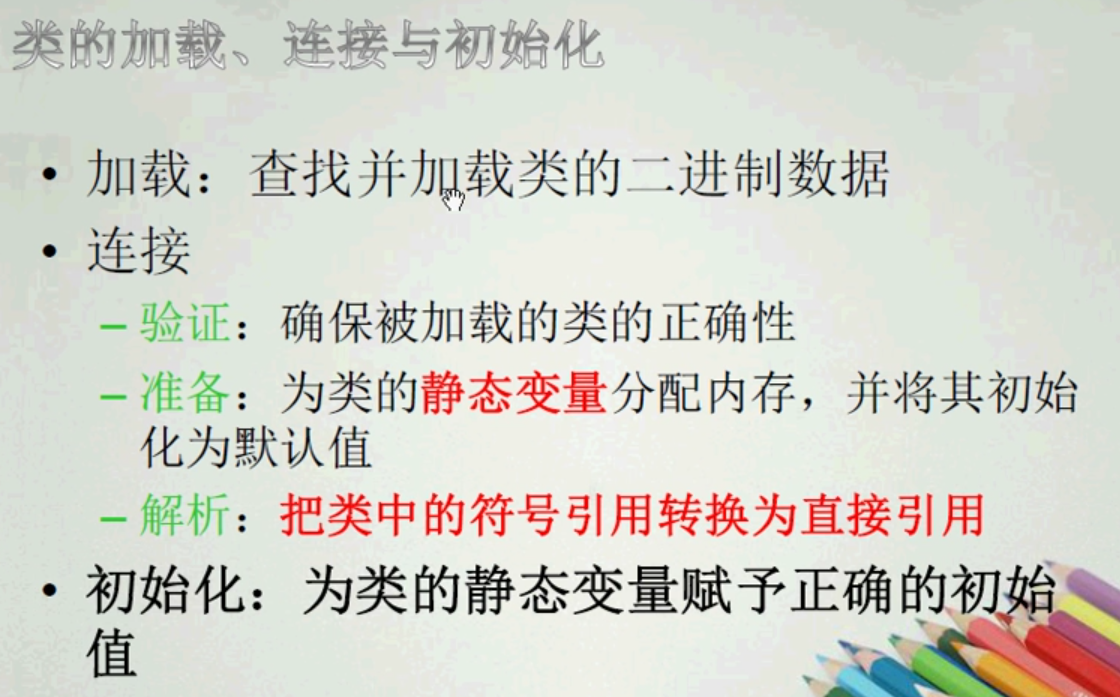 类的加载、连接与初始化
• 加载：查找并加载类的二进制数据
• 连接
– 验证：确保被加载的类的正确性
– 准备：为类的静态变量分配内存，并将其初始
化为默认值
– 解析：把类中的符号引用转换为直接引用
• 初始化：为类的静态变量赋予正确的初始
值